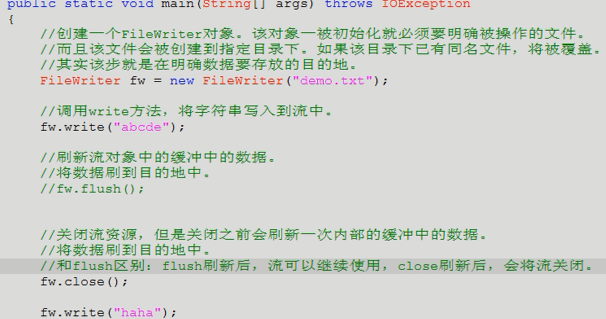 public static void main(String[] args) throws IOException
{
//创建一个FileWriter对象。该对象一被初始化就必须要明确被操作的文件。
//而且该文件会被创建到指定目录下。如果该目录下已有同名文件，将被覆盖。
//其实该步就是在明确数据要存放的目的地。
FileWriter fw = new FileWriter("demo.txt");
//调用write方法，将字符串写入到流中。
fw.write("abcde");
//刷新流对象中的缓冲中的数据。
//将数据刷到目的地中。
//fw.flush();
//关闭流资源，但是关闭之前会刷新一次内部的缓冲中的数据。
//将数据刷到目的地中。
//和flush区别：flush刷新后，流可以继续使用，close刷新后，会将流关闭。
fw.close();
fw.write("haha");